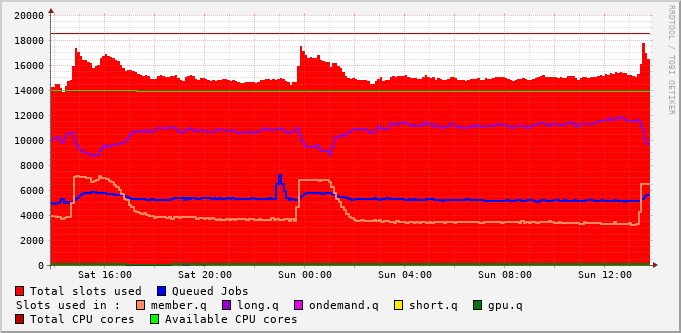 20000
18000
16000
14000
12000
10000
8000
6000
4000
2000
0
Sat 16:00 Sat 20:00 Sun 00:00 Sun 04:00 Sun 08:00 Sun 12:00
RRDTOOL / TOBI OETIKER
Total slots used Queued Jobs
Slots used in : member.q long.q ondemand.q short.q gpu.q
Total CPU cores Available CPU cores